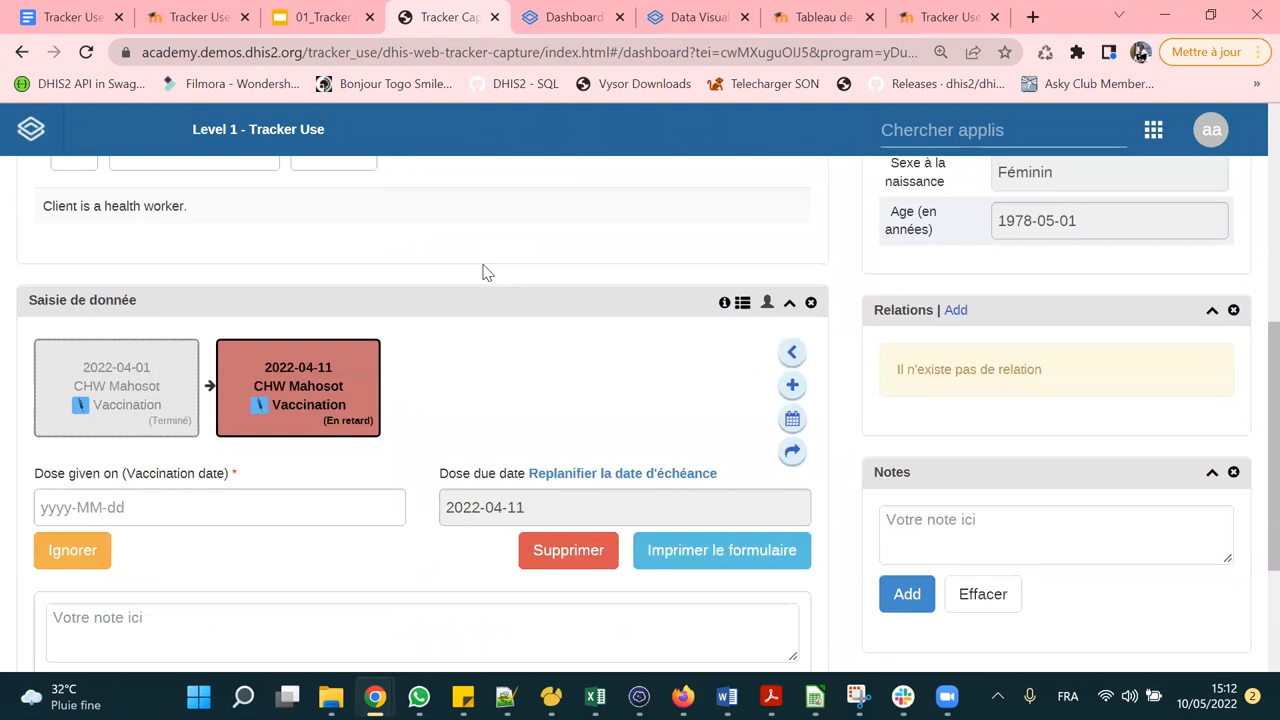 Tracker Use
Tracker Use
01_Tracker
Tracker Cap
Dashboard
Data Visual
Tableau de
Tracker Use
academy.demos.dhis2.org/tracker_use/dhis-web-tracker-capture/index.html#/dashboard?tei=cwMXuguOIJ5&program=yDu...
Mettre à jour
DHIS2 API in Swag...
Filmora - Wondersh...
Bonjour Togo Smile...
DHIS2 - SQL
Vysor Downloads
Telecharger SON
Releases · dhis2/dhi...
Asky Club Member...
»
Level 1 - Tracker Use
Chercher applis
aa
Sexe à la naissance
Féminin
Client is a health worker.
Age (en années)
1978-05-01
Saisie de donnée
Relations | Add
Il n'existe pas de relation
2022-04-01
CHW Mahosot
Vaccination
(Terminé)
2022-04-11
CHW Mahosot
Vaccination
(En retard)
Dose given on (Vaccination date) *
yyyy-MM-dd
Dose due date Replanifier la date d'échéance
2022-04-11
Ignorer
Supprimer
Imprimer le formulaire
Votre note ici
Notes
Votre note ici
Add
Effacer
32°C
Pluie fine
FRA
15:12
10/05/2022
2